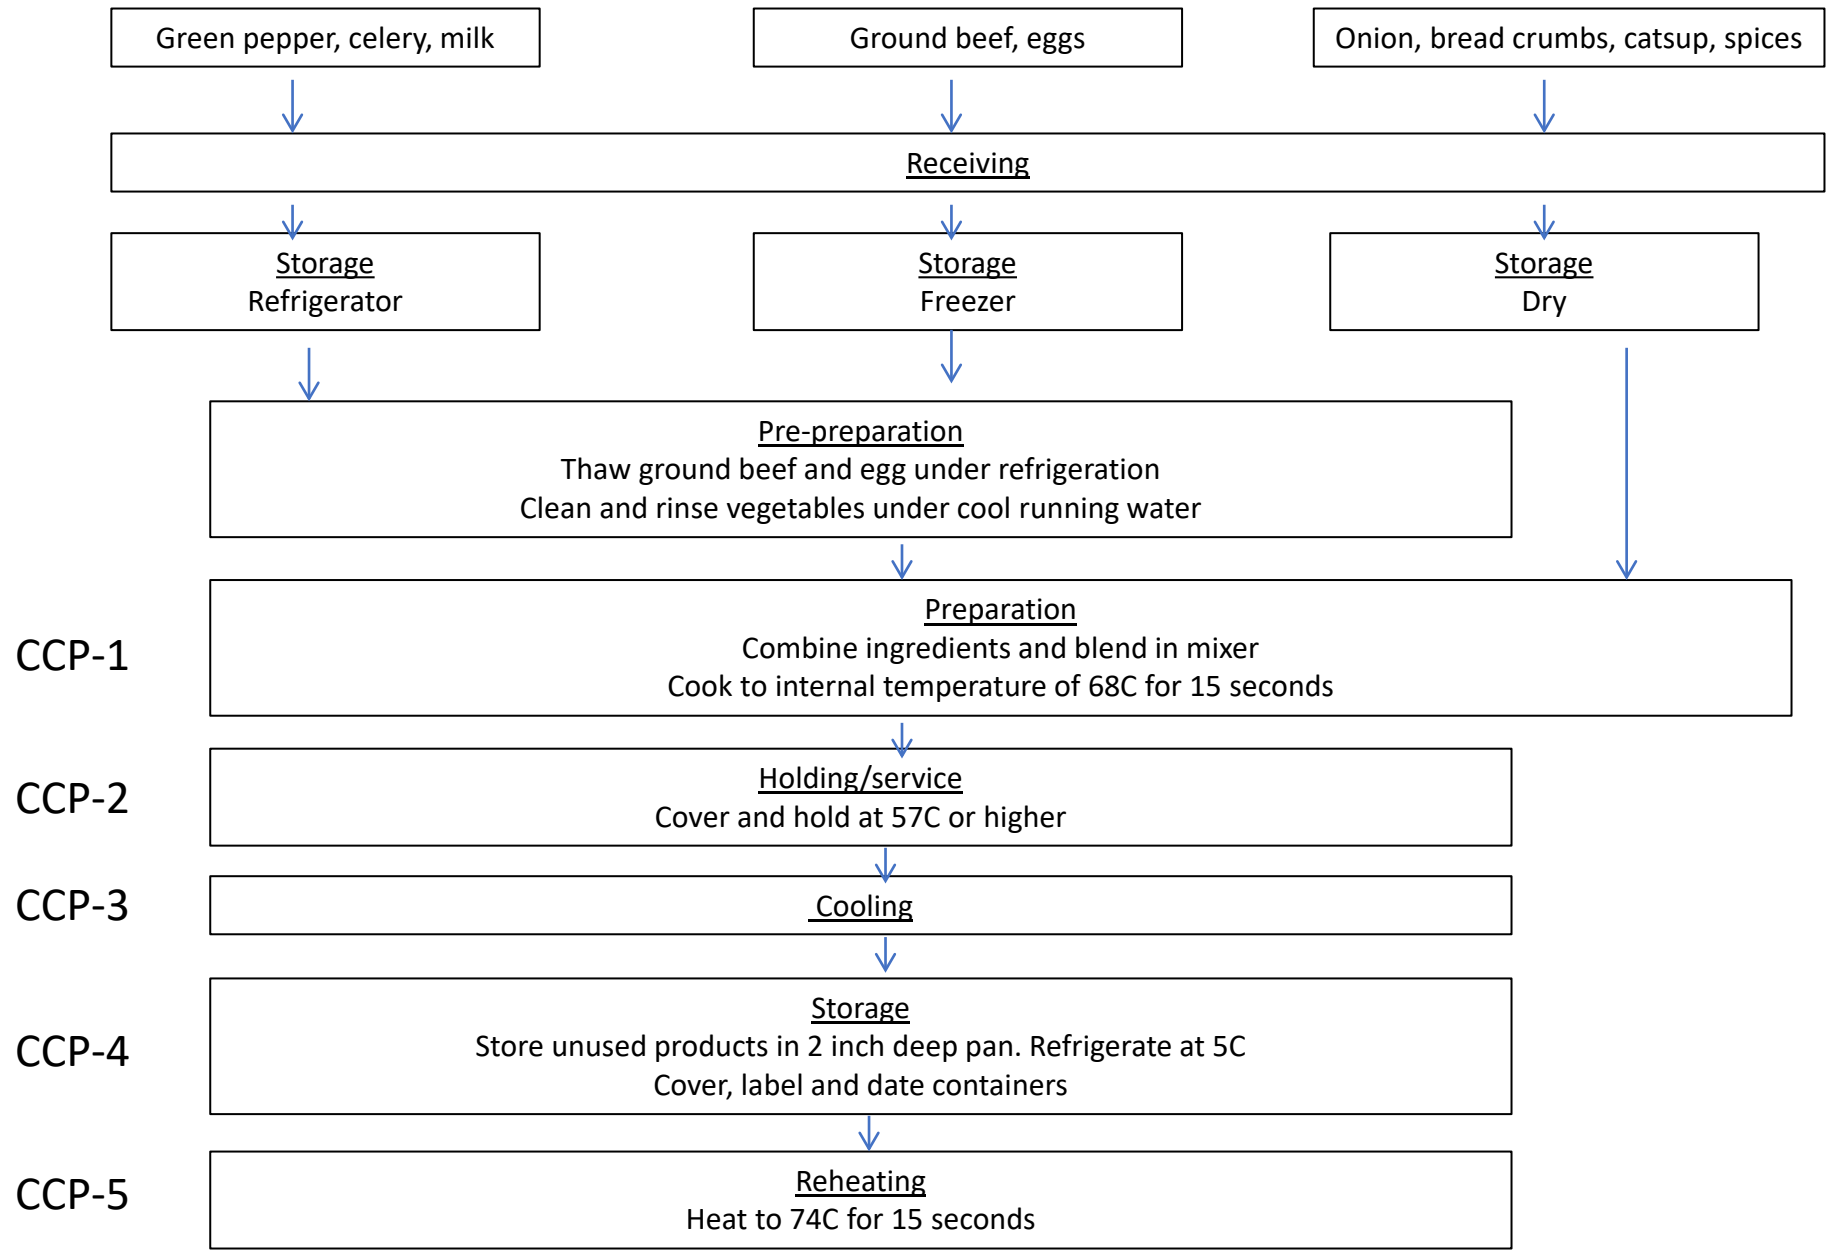 Green pepper, celery, milk
Ground beef, eggs
Onion, bread crumbs, catsup, spices
Receiving
Storage
Refrigerator
Storage
Freezer
Storage
Dry
Pre-preparation
Thaw ground beef and egg under refrigeration
Clean and rinse vegetables under cool running water
CCP-1
Preparation
Combine ingredients and blend in mixer
Cook to internal temperature of 68C for 15 seconds
CCP-2
Holding/service
Cover and hold at 57C or higher
CCP-3
Cooling
CCP-4
Storage
Store unused products in 2 inch deep pan. Refrigerate at 5C
Cover, label and date containers
CCP-5
Reheating
Heat to 74C for 15 seconds